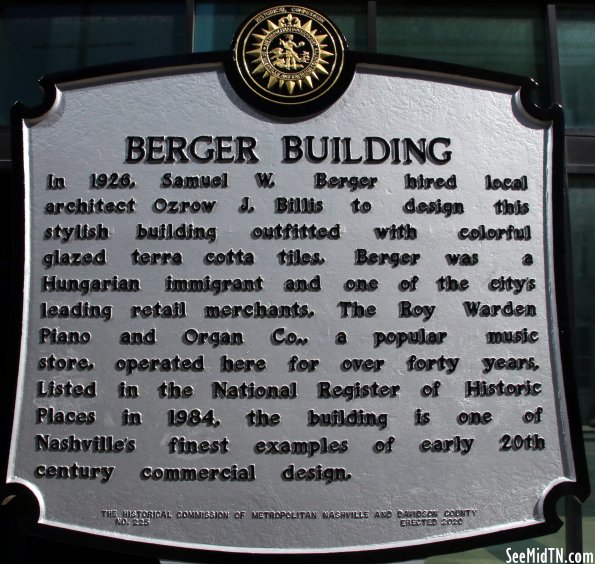 HISTORICAL COMMISSION
BERGER BUILDING
In 1926, Samuel W. Berger hired local
architect Ozrow J. Billis to design this
stylish building outfitted with colorful
glazed terra cotta tiles. Berger was a
Hungarian immigrant and one of the city's
leading retail merchants. The Roy Warden
Piano and Organ Co., a popular music
store, operated here for over forty years.
Listed in the National Register of Historic
Places in 1984, the building is one of
Nashville's finest examples of early 20th
century commercial design.
THE HISTORICAL COMMISSION OF METROPOLITAN NASHVILLE AND DAVIDSON COUNTY
NO. 225 ERECTED 2020
SeeMidTN.com